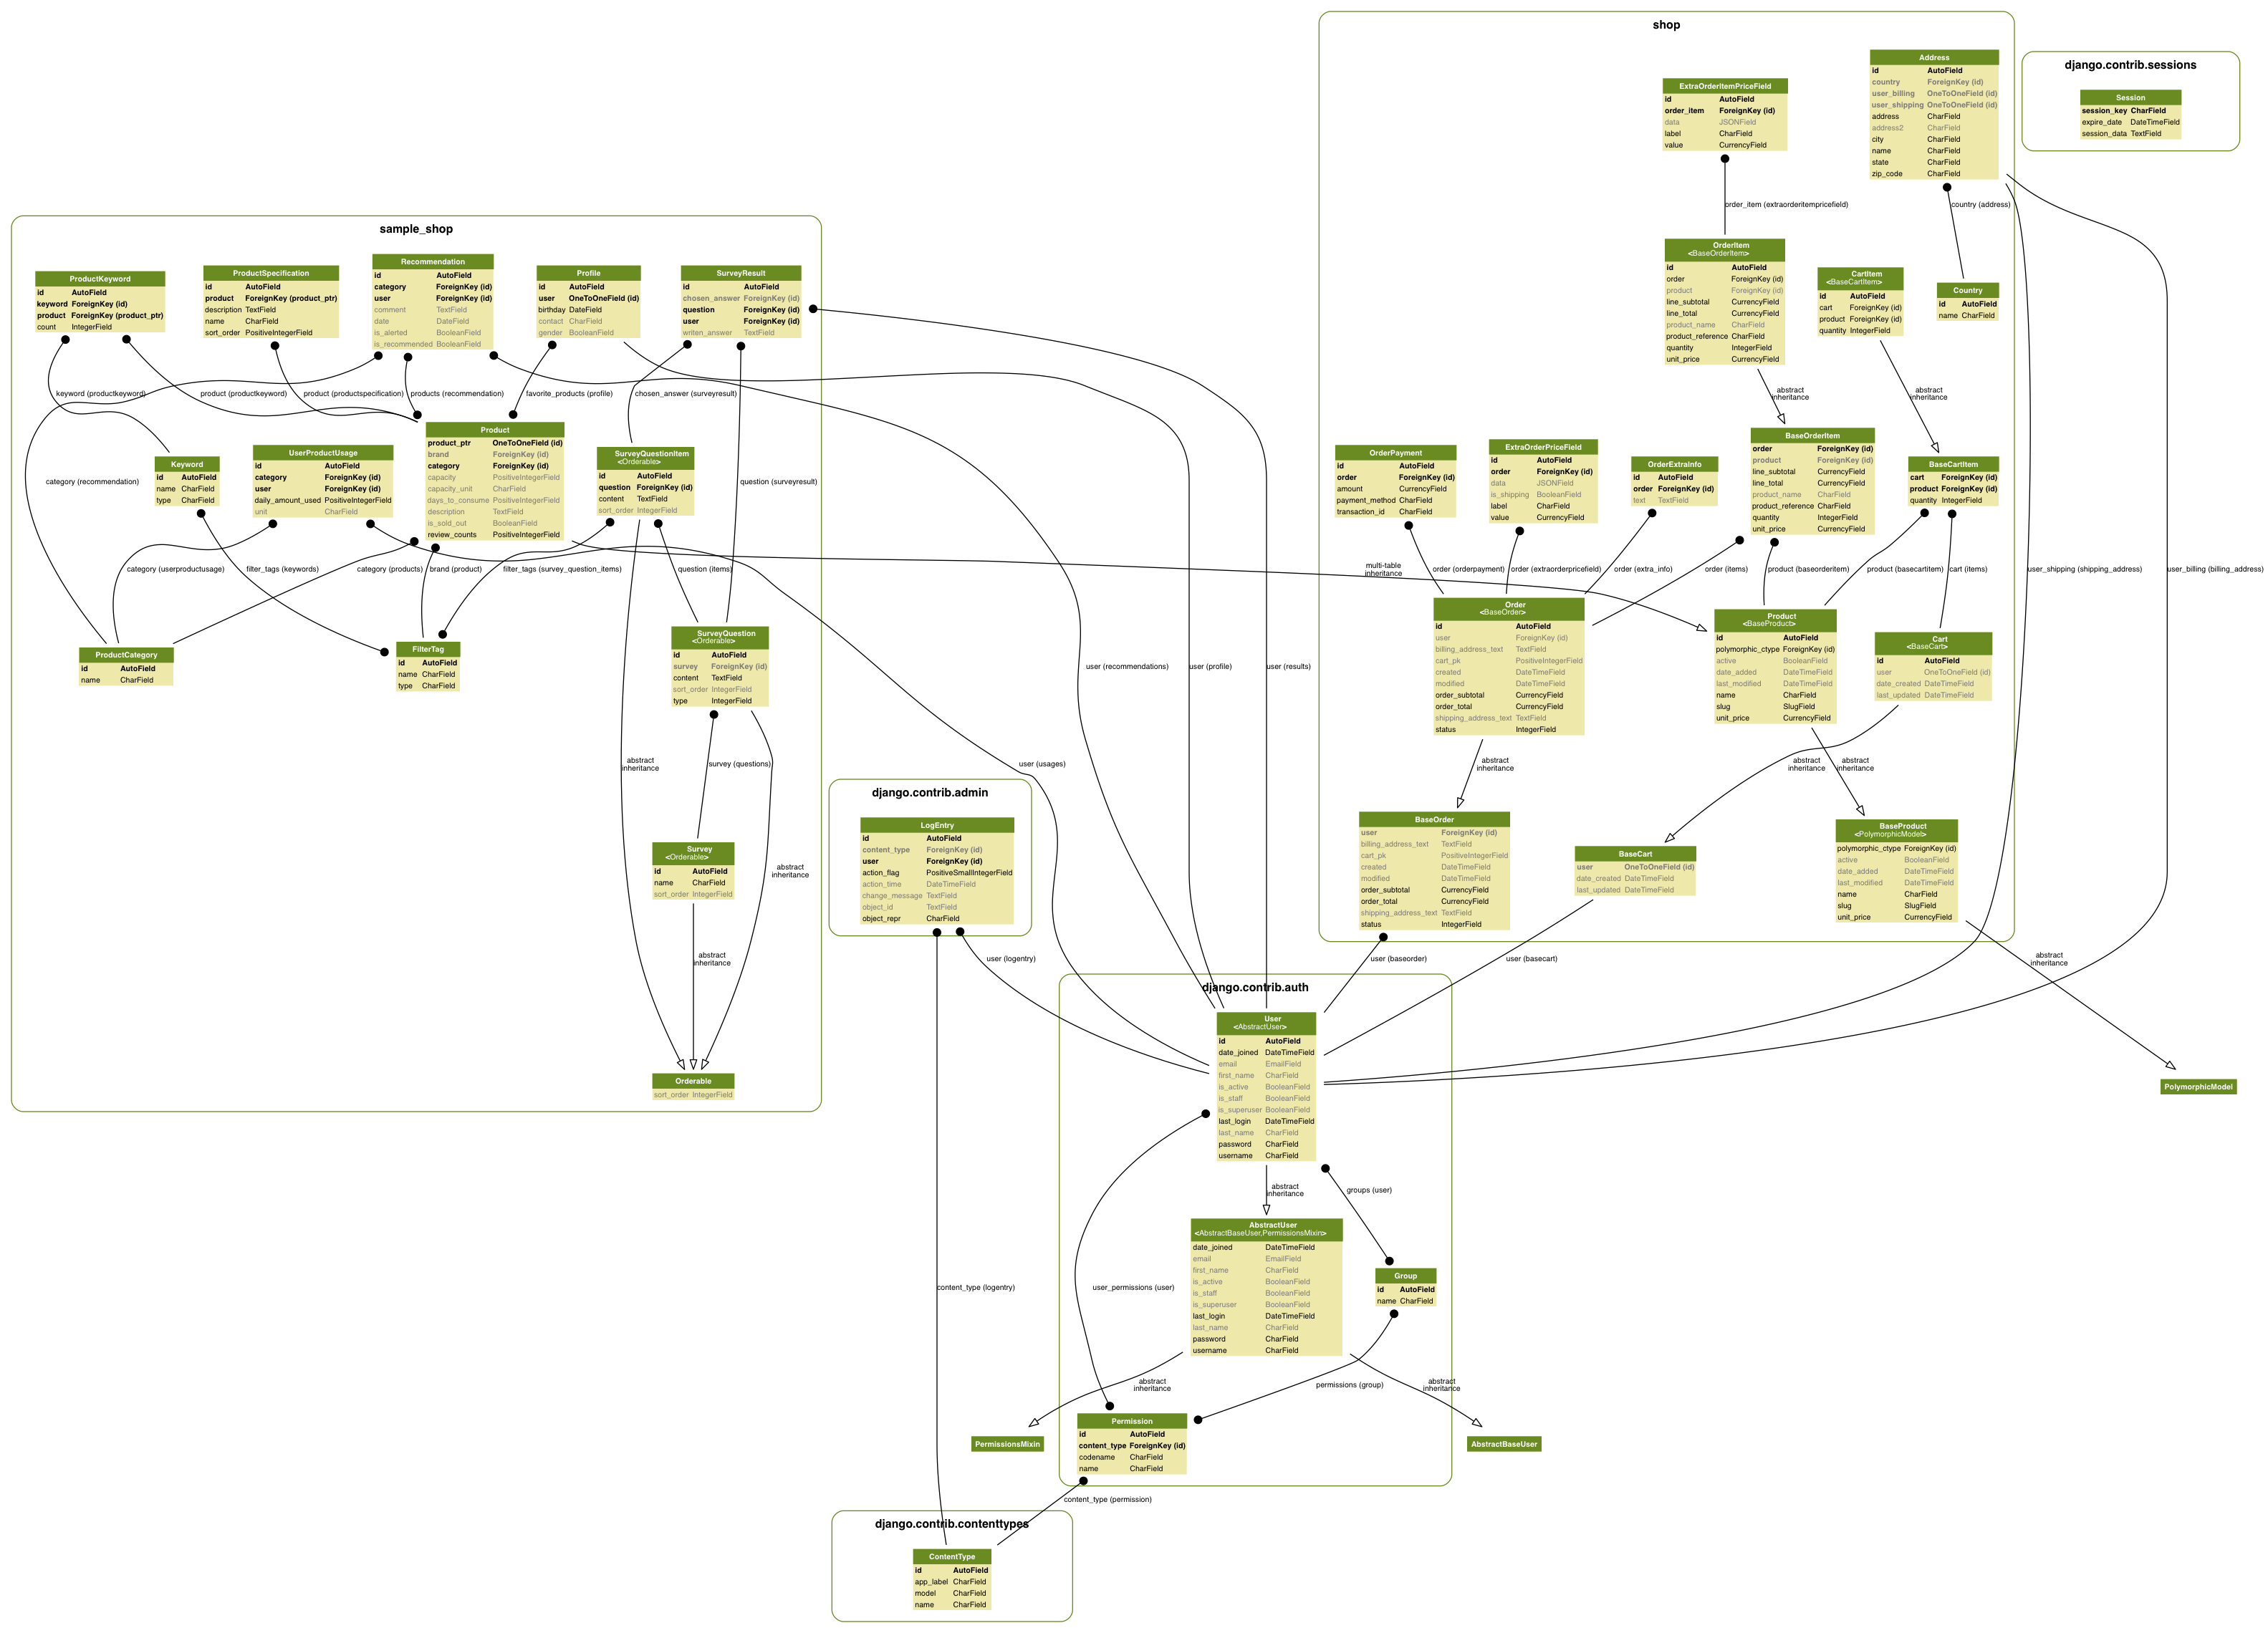 shop
Address
id AutoField
country ForeignKey (id)
user_billing OneToOneField (id)
user_shipping OneToOneField (id)
address CharField
address2 CharField
city CharField
name CharField
state CharField
zip_code CharField
django.contrib.sessions
Session
session_key CharField
expire_date DateTimeField
session_data TextField
ExtraOrderItemPriceField
id AutoField
order_item ForeignKey (id)
data JSONField
label CharField
value CurrencyField
order_item (extraorderitempricefield)
country (address)
OrderItem
<BaseOrderItem>
id AutoField
order ForeignKey (id)
product ForeignKey (id)
line_subtotal CurrencyField
line_total CurrencyField
product_name CharField
product_reference CharField
quantity IntegerField
unit_price CurrencyField
CartItem
<BaseCartItem>
id AutoField
cart ForeignKey (id)
product ForeignKey (id)
quantity IntegerField
Country
id AutoField
name CharField
abstract
inheritance
abstract
inheritance
sample_shop
ProductKeyword
id AutoField
keyword ForeignKey (id)
product ForeignKey (product_ptr)
count IntegerField
ProductSpecification
id AutoField
product ForeignKey (product_ptr)
description TextField
name CharField
sort_order PositiveIntegerField
Recommendation
id AutoField
category ForeignKey (id)
user ForeignKey (id)
comment TextField
date DateField
is_alerted BooleanField
is_recommended BooleanField
Profile
id AutoField
user OneToOneField (id)
birthday DateField
contact CharField
gender BooleanField
SurveyResult
id AutoField
chosen_answer ForeignKey (id)
question ForeignKey (id)
user ForeignKey (id)
writen_answer TextField
keyword (productkeyword)
product (productkeyword)
product (productspecification)
products (recommendation)
favorite_products (profile)
chosen_answer (surveyresult)
Keyword
id AutoField
name CharField
type CharField
UserProductUsage
id AutoField
category ForeignKey (id)
user ForeignKey (id)
daily_amount_used PositiveIntegerField
unit CharField
Product
product_ptr OneToOneField (id)
brand ForeignKey (id)
category ForeignKey (id)
capacity PositiveIntegerField
capacity_unit CharField
days_to_consume PositiveIntegerField
description TextField
is_sold_out BooleanField
review_counts PositiveIntegerField
SurveyQuestionItem
<Orderable>
id AutoField
question ForeignKey (id)
content TextField
sort_order IntegerField
category (recommendation)
question (surveyresult)
category (userproductusage)
filter_tags (keywords)
category (products)
brand (product)
filter_tags (survey_question_items)
question (items)
ProductCategory
id AutoField
name CharField
FilterTag
id AutoField
name CharField
type CharField
SurveyQuestion
<Orderable>
id AutoField
survey ForeignKey (id)
content TextField
sort_order IntegerField
type IntegerField
abstract
inheritance
survey (questions)
Survey
<Orderable>
id AutoField
name CharField
sort_order IntegerField
abstract
inheritance
abstract
inheritance
Orderable
sort_order IntegerField
OrderPayment
id AutoField
order ForeignKey (id)
amount CurrencyField
payment_method CharField
transaction_id CharField
ExtraOrderPriceField
id AutoField
order ForeignKey (id)
data JSONField
is_shipping BooleanField
label CharField
value CurrencyField
OrderExtraInfo
id AutoField
order ForeignKey (id)
text TextField
BaseOrderItem
order ForeignKey (id)
product ForeignKey (id)
line_subtotal CurrencyField
line_total CurrencyField
product_name CharField
product_reference CharField
quantity IntegerField
unit_price CurrencyField
BaseCartItem
cart ForeignKey (id)
product ForeignKey (id)
quantity IntegerField
multi-table
inheritance
order (orderpayment)
order (extraorderpricefield)
order (extra_info)
order (items)
product (baseorderitem)
product (basecartitem)
cart (items)
user_shipping (shipping_address)
user_billing (billing_address)
Order
<BaseOrder>
id AutoField
user ForeignKey (id)
billing_address_text TextField
cart_pk PositiveIntegerField
created DateTimeField
modified DateTimeField
order_subtotal CurrencyField
order_total CurrencyField
shipping_address_text TextField
status IntegerField
Product
<BaseProduct>
id AutoField
polymorphic_ctype ForeignKey (id)
active BooleanField
date_added DateTimeField
last_modified DateTimeField
name CharField
slug SlugField
unit_price CurrencyField
Cart
<BaseCart>
id AutoField
user OneToOneField (id)
date_created DateTimeField
last_updated DateTimeField
user (recommendations)
user (profile)
user (results)
user (usages)
abstract
inheritance
abstract
inheritance
abstract
inheritance
BaseOrder
user ForeignKey (id)
billing_address_text TextField
cart_pk PositiveIntegerField
created DateTimeField
modified DateTimeField
order_subtotal CurrencyField
order_total CurrencyField
shipping_address_text TextField
status IntegerField
BaseCart
user OneToOneField (id)
date_created DateTimeField
last_updated DateTimeField
BaseProduct
<PolymorphicModel>
polymorphic_ctype ForeignKey (id)
active BooleanField
date_added DateTimeField
last_modified DateTimeField
name CharField
slug SlugField
unit_price CurrencyField
django.contrib.admin
LogEntry
id AutoField
content_type ForeignKey (id)
user ForeignKey (id)
action_flag PositiveSmallIntegerField
action_time DateTimeField
change_message TextField
object_id TextField
object_repr CharField
user (logentry)
user (baseorder)
user (basecart)
abstract
inheritance
PolymorphicModel
django.contrib.auth
User
<AbstractUser>
id AutoField
date_joined DateTimeField
email EmailField
first_name CharField
is_active BooleanField
is_staff BooleanField
is_superuser BooleanField
last_login DateTimeField
last_name CharField
password CharField
username CharField
abstract
inheritance
groups (user)
AbstractUser
<AbstractBaseUser,PermissionsMixin>
date_joined DateTimeField
email EmailField
first_name CharField
is_active BooleanField
is_staff BooleanField
is_superuser BooleanField
last_login DateTimeField
last_name CharField
password CharField
username CharField
Group
id AutoField
name CharField
content_type (logentry)
user_permissions (user)
abstract
inheritance
permissions (group)
abstract
inheritance
PermissionsMixin
Permission
id AutoField
content_type ForeignKey (id)
codename CharField
name CharField
AbstractBaseUser
content_type (permission)
django.contrib.contenttypes
ContentType
id AutoField
app_label CharField
model CharField
name CharField